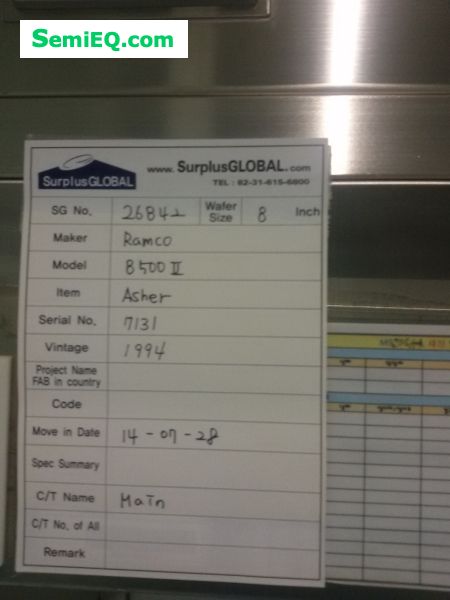 SemiEQ.com
SurplusGLOBAL www. SurplusGLOBAL.com
TEL : 82-31-615-6800
SG No. 26842 Wafer Size 8 Inch
Maker Ramco
Model 8500 II
Item Asher
Serial No. 7131
Vintage 1994
Project Name
FAB in country
Code
Move in Date 14-07-28
Spec Summary
C/T Name Main
C/T No. of All
Remark